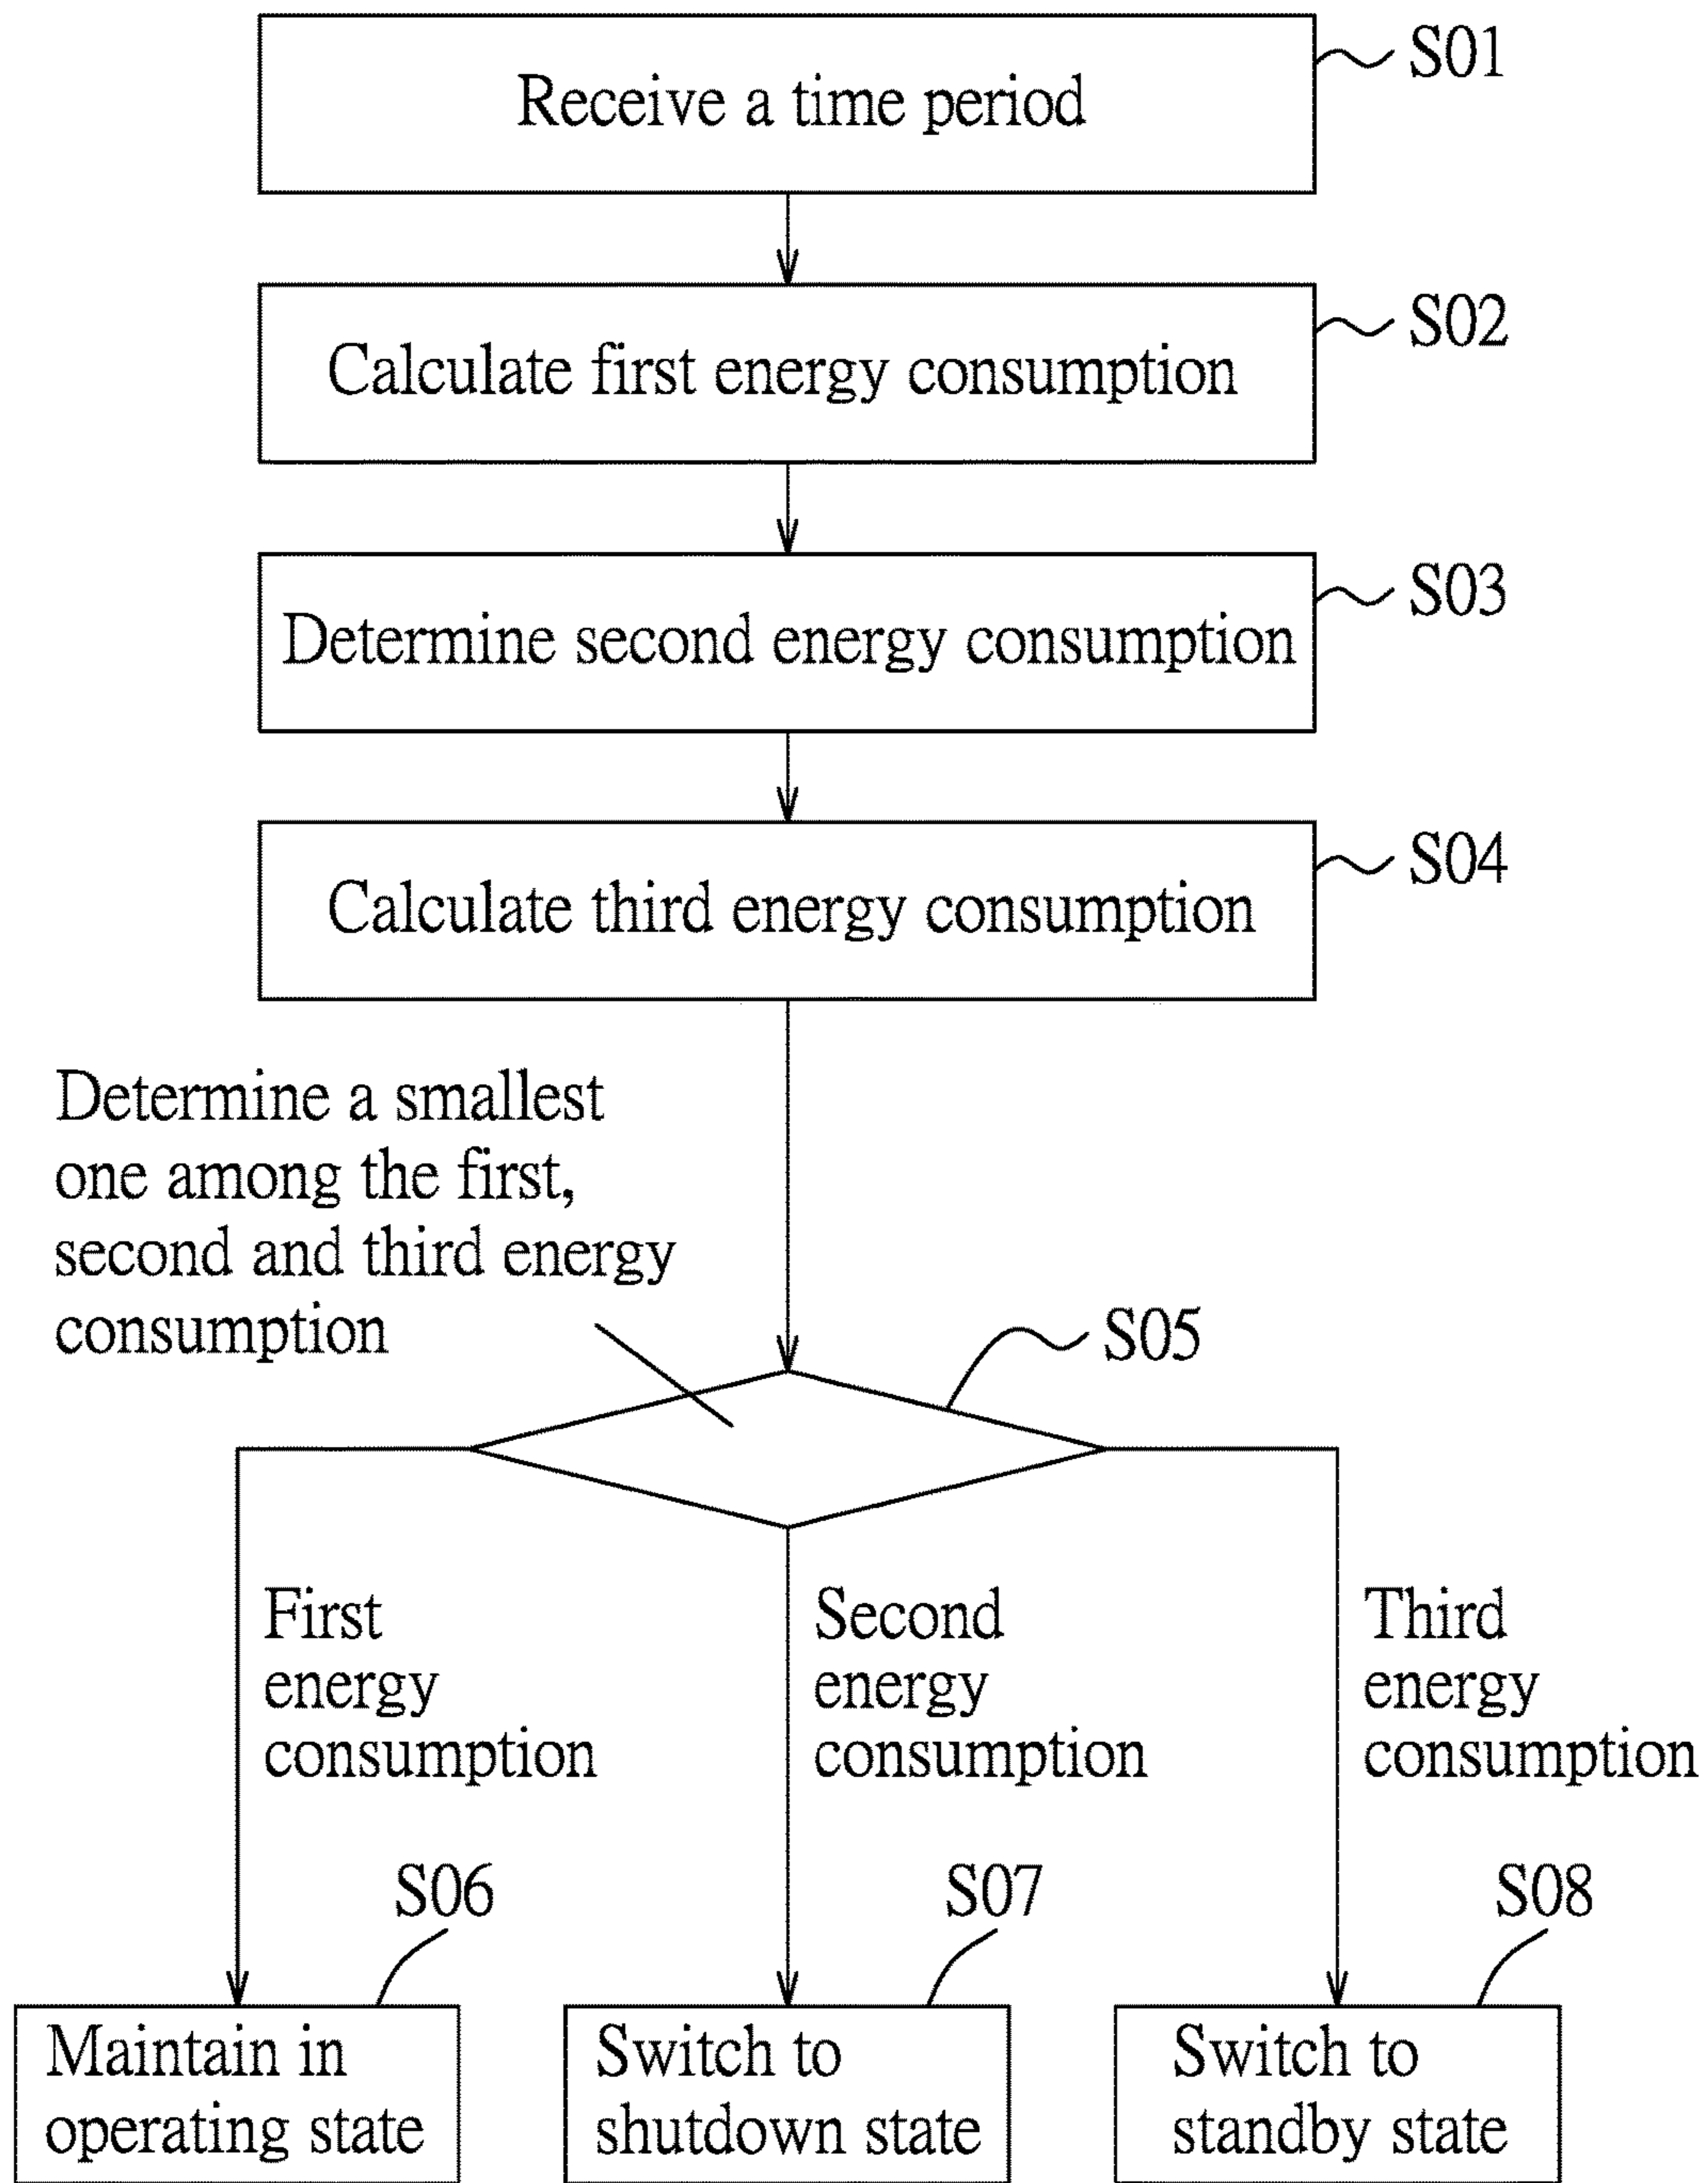 Receive a time period
S01
Calculate first energy consumption
S02
Determine second energy consumption
S03
Calculate third energy consumption
S04
Determine a smallest
one among the first,
second and third energy
consumption
S05
First
energy
consumption
Second
energy
consumption
Third
energy
consumption
S06
S07
S08
Maintain in
operating state
Switch to
shutdown state
Switch to
standby state